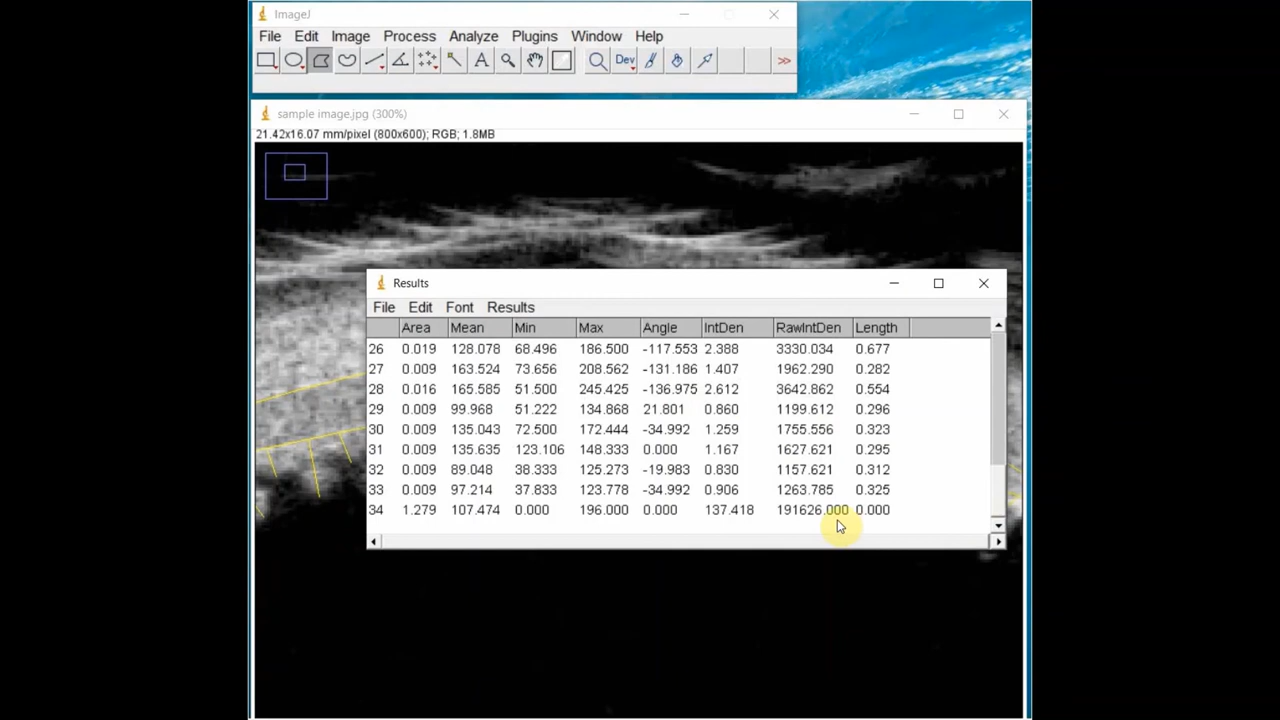 ImageJ
File Edit Image Process Analyze Plugins Window Help
A Dev >>
sample image.jpg (300%)
21.42x16.07 mm/pixel (800x600); RGB; 1.8MB
Results
File Edit Font Results
Area Mean Min Max Angle IntDen RawIntDen Length
26 0.019 128.078 68.496 186.500 -117.553 2.388 3330.034 0.677
27 0.009 163.524 73.656 208.562 -131.186 1.407 1962.290 0.282
28 0.016 165.585 51.500 245.425 -136.975 2.612 3642.862 0.554
29 0.009 99.968 51.222 134.868 21.801 0.860 1199.612 0.296
30 0.009 135.043 72.500 172.444 -34.992 1.259 1755.556 0.323
31 0.009 135.635 123.106 148.333 0.000 1.167 1627.621 0.295
32 0.009 89.048 38.333 125.273 -19.983 0.830 1157.621 0.312
33 0.009 97.214 37.833 123.778 -34.992 0.906 1263.785 0.325
34 1.279 107.474 0.000 196.000 0.000 137.418 191626.000 0.000